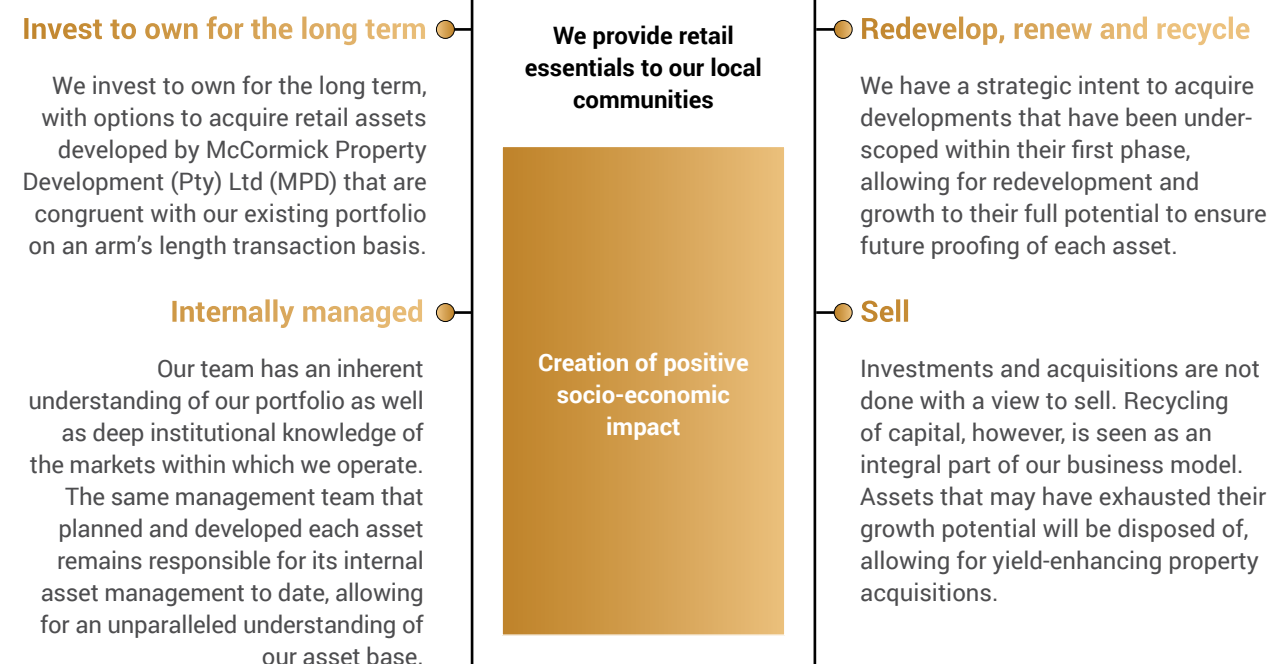 Invest to own for the long term
We invest to own for the long term,
with options to acquire retail assets
developed by McCormick Property
Development (Pty) Ltd (MPD) that are
congruent with our existing portfolio
on an arm's length transaction basis.
Internally managed
Our team has an inherent
understanding of our portfolio as well
as deep institutional knowledge of
the markets within which we operate.
The same management team that
planned and developed each asset
remains responsible for its internal
asset management to date, allowing
for an unparalleled understanding of
our asset base.
We provide retail
essentials to our local
communities
Creation of positive
socio-economic
impact
Redevelop, renew and recycle
We have a strategic intent to acquire
developments that have been under-
scoped within their first phase,
allowing for redevelopment and
growth to their full potential to ensure
future proofing of each asset.
Sell
Investments and acquisitions are not
done with a view to sell. Recycling
of capital, however, is seen as an
integral part of our business model.
Assets that may have exhausted their
growth potential will be disposed of,
allowing for yield-enhancing property
acquisitions.